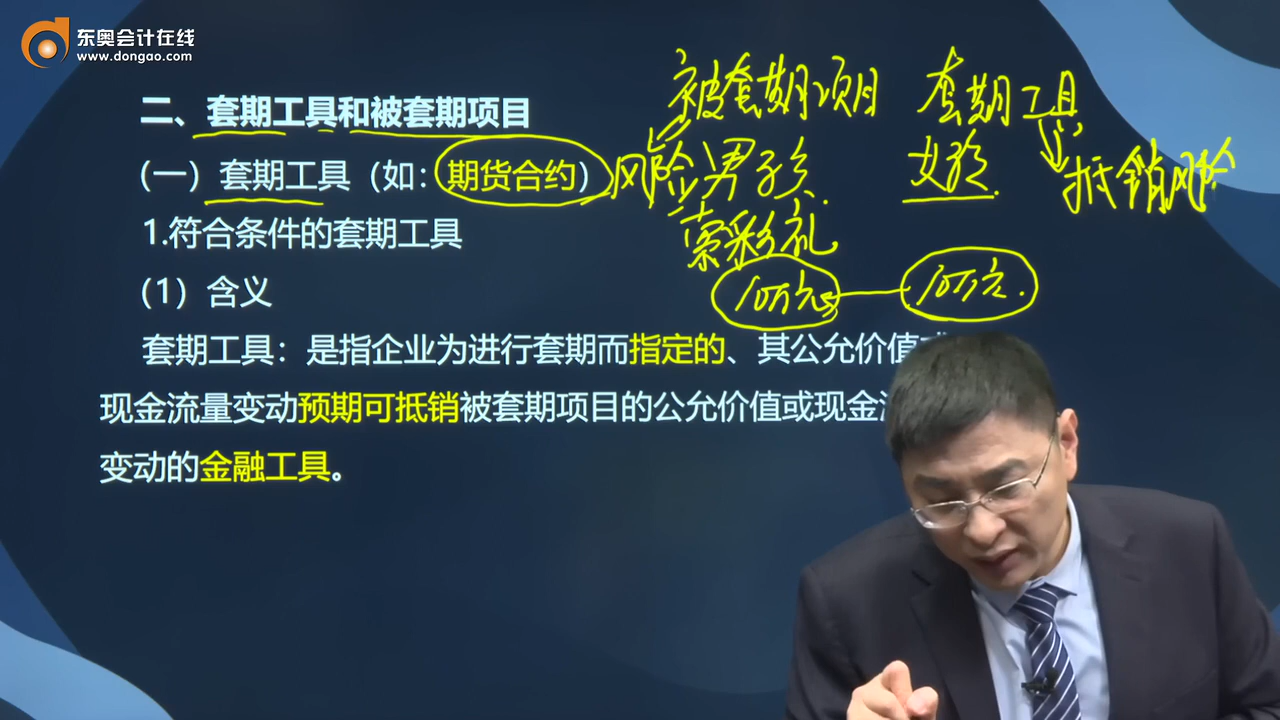 东奥会计在线
www.dongao.com
被套期项目 套期工具
二、套期工具和被套期项目
(一)套期工具(如:期货合约)
风险 男孩 女孩 抵销风险
索彩礼
1.符合条件的套期工具
10万元 10万元.
(1)含义
套期工具:是指企业为进行套期而指定的、其公允价值
现金流量变动预期可抵销被套期项目的公允价值或现金
变动的金融工具。